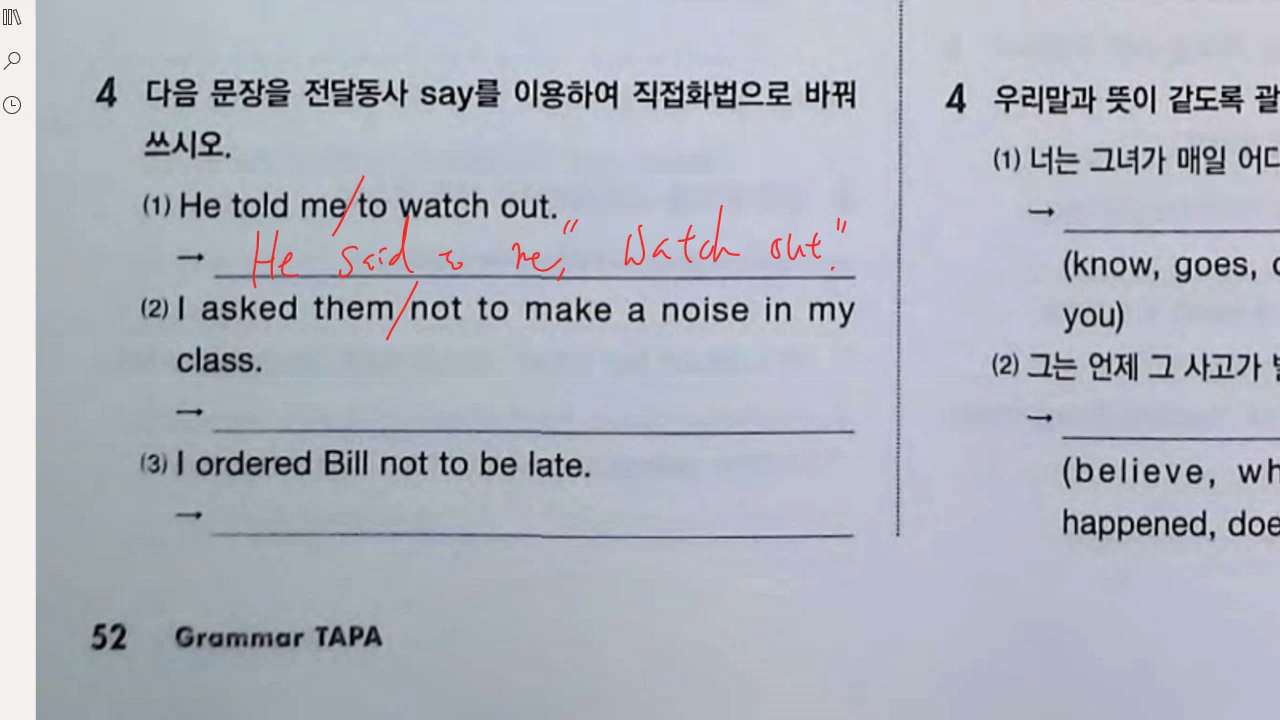 4 다음 문장을 전달동사 say를 이용하여 직접화법으로 바꿔
쓰시오.
(1) He told me/to watch out.
→ He said to me, "Watch out."
(2) I asked them/not to make a noise in my
class.
→
(3) I ordered Bill not to be late.
→
52 Grammar TAPA
4 우리말과 뜻이 같도록 괄
(1) 너는 그녀가 매일 어디
→
(know, goes,
you)
(2) 그는 언제 그 사고가
→
(believe, wh
happened, doe